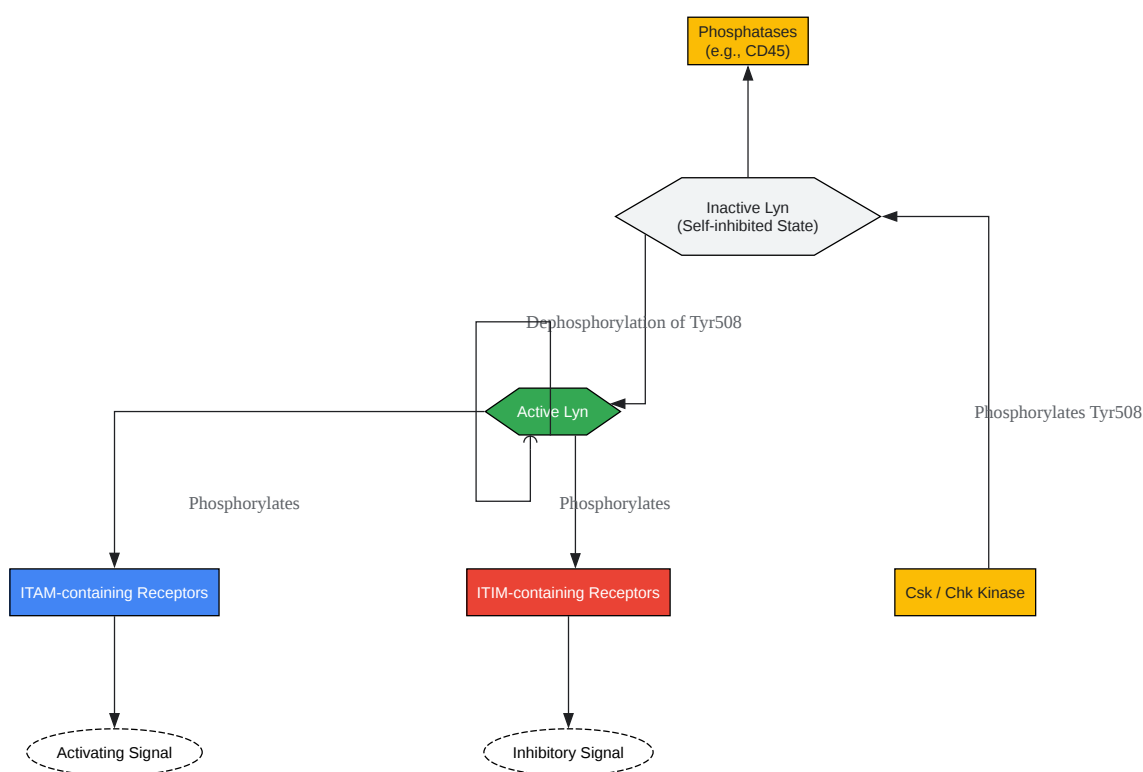 Phosphatases
(e.g., CD45)
Inactive Lyn
(Self-inhibited State)
Dephosphorylation of Tyr508
Active Lyn
Phosphorylates Tyr508
Phosphorylates
Phosphorylates
ITAM-containing Receptors
ITIM-containing Receptors
Csk / Chk Kinase
Activating Signal
Inhibitory Signal